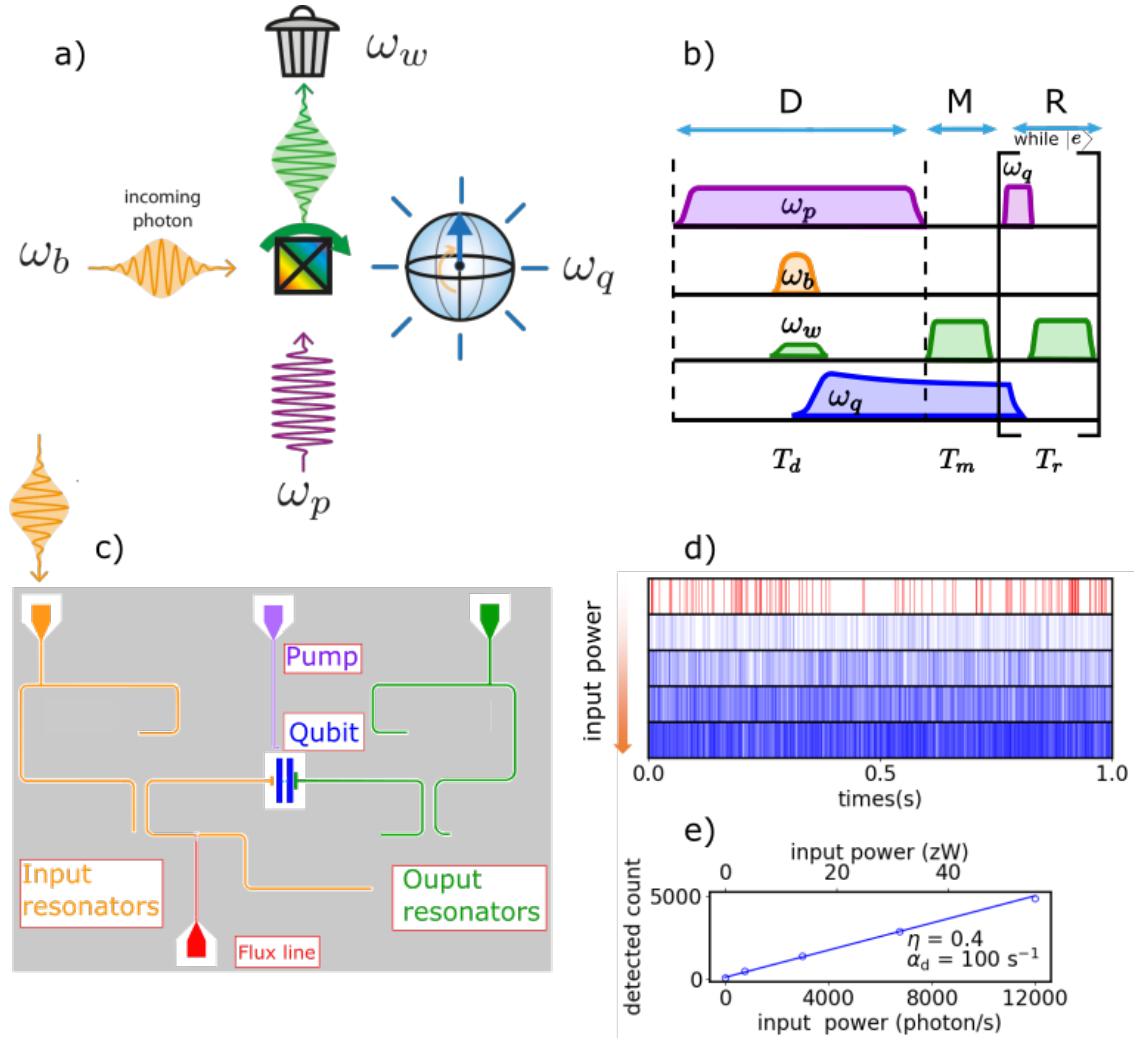 a)
ω_w
incoming
photon
ω_b
ω_q
ω_p
b)
D M R
while |e⟩
ω_q
ω_p
ω_b
ω_w
ω_q
T_d T_m T_r
c)
Pump
Qubit
Input
resonators
Ouput
resonators
Flux line
d)
input power
0.0 0.5 1.0
times(s)
e)
input power (zW)
0 20 40
detected count
5000
0
η = 0.4
α_d = 100 s⁻¹
0 4000 8000 12000
input power (photon/s)